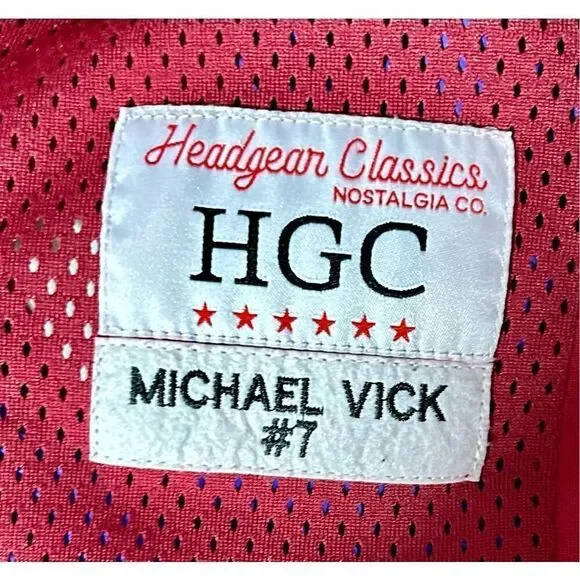 Headgear Classics
NOSTALGIA CO.
HGC
MICHAEL VICK
#7